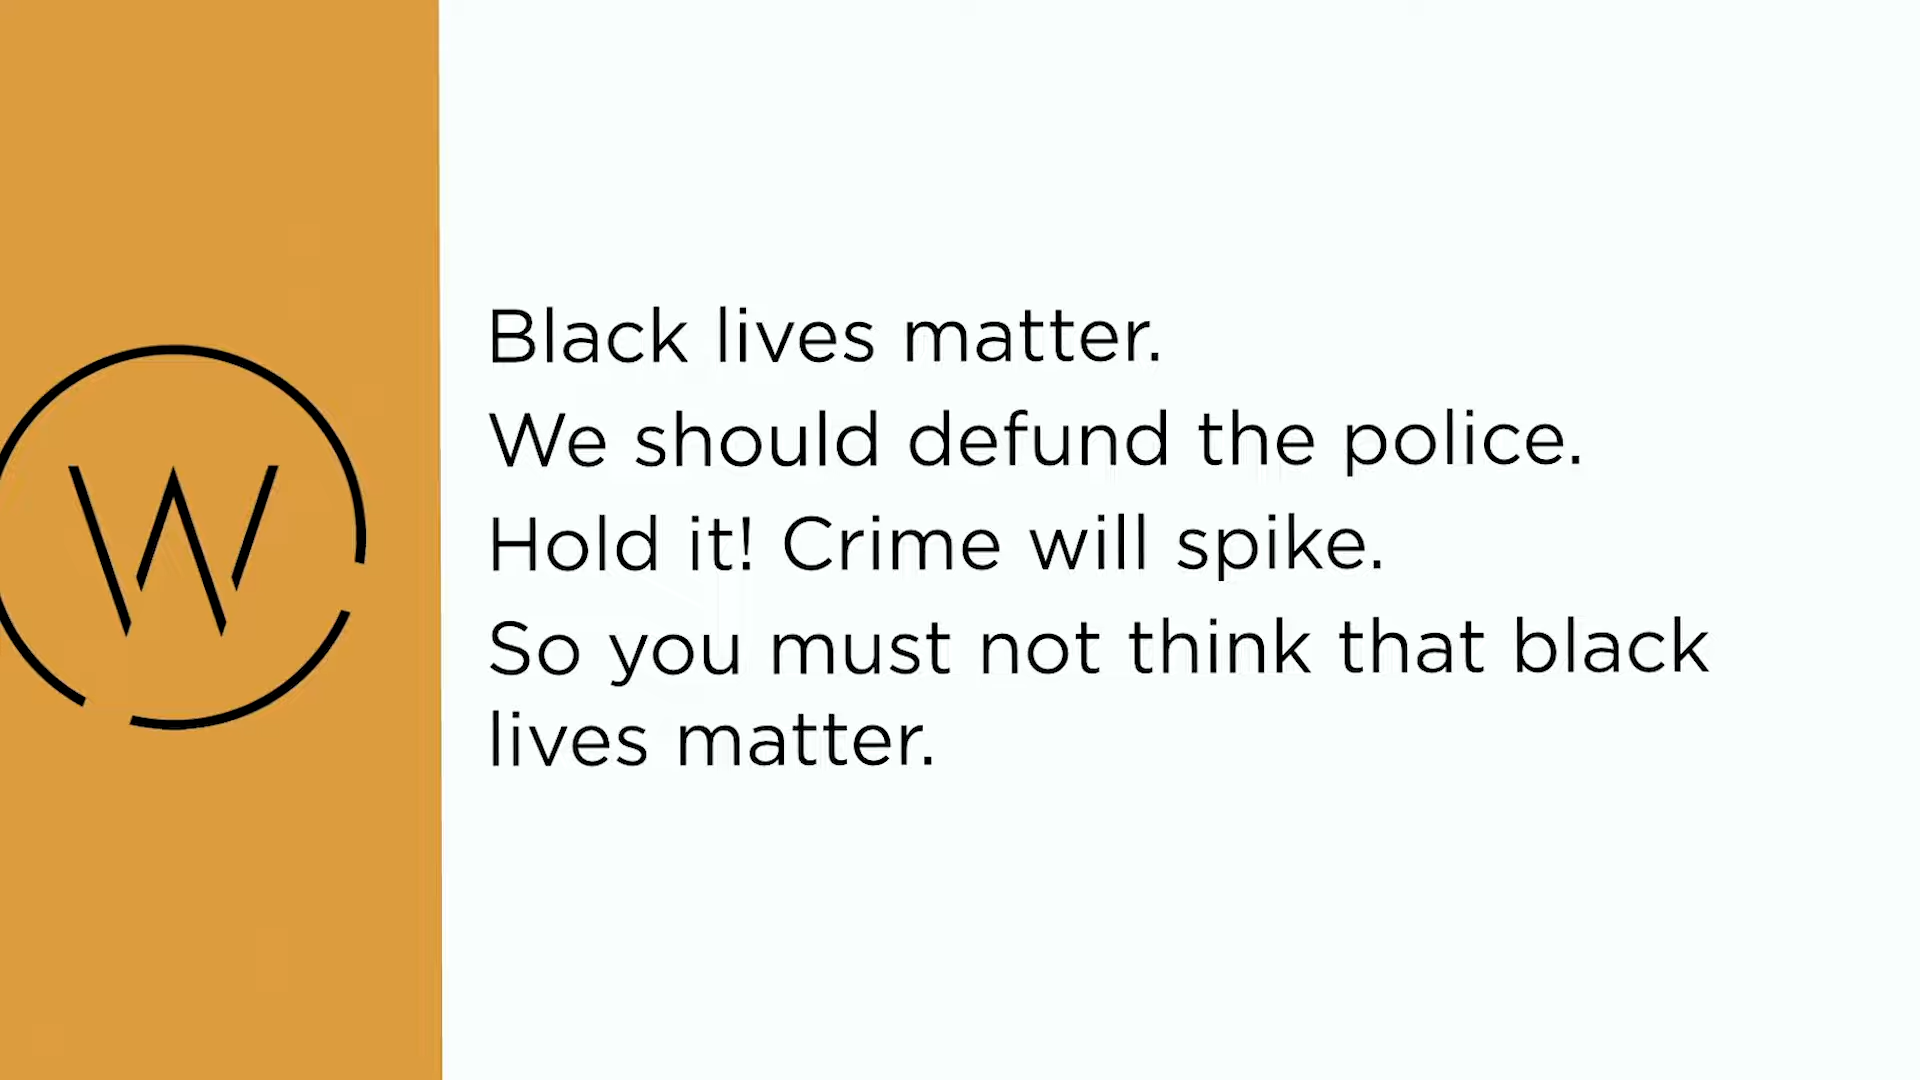 W
Black lives matter.
We should defund the police.
Hold it! Crime will spike.
So you must not think that black
lives matter.